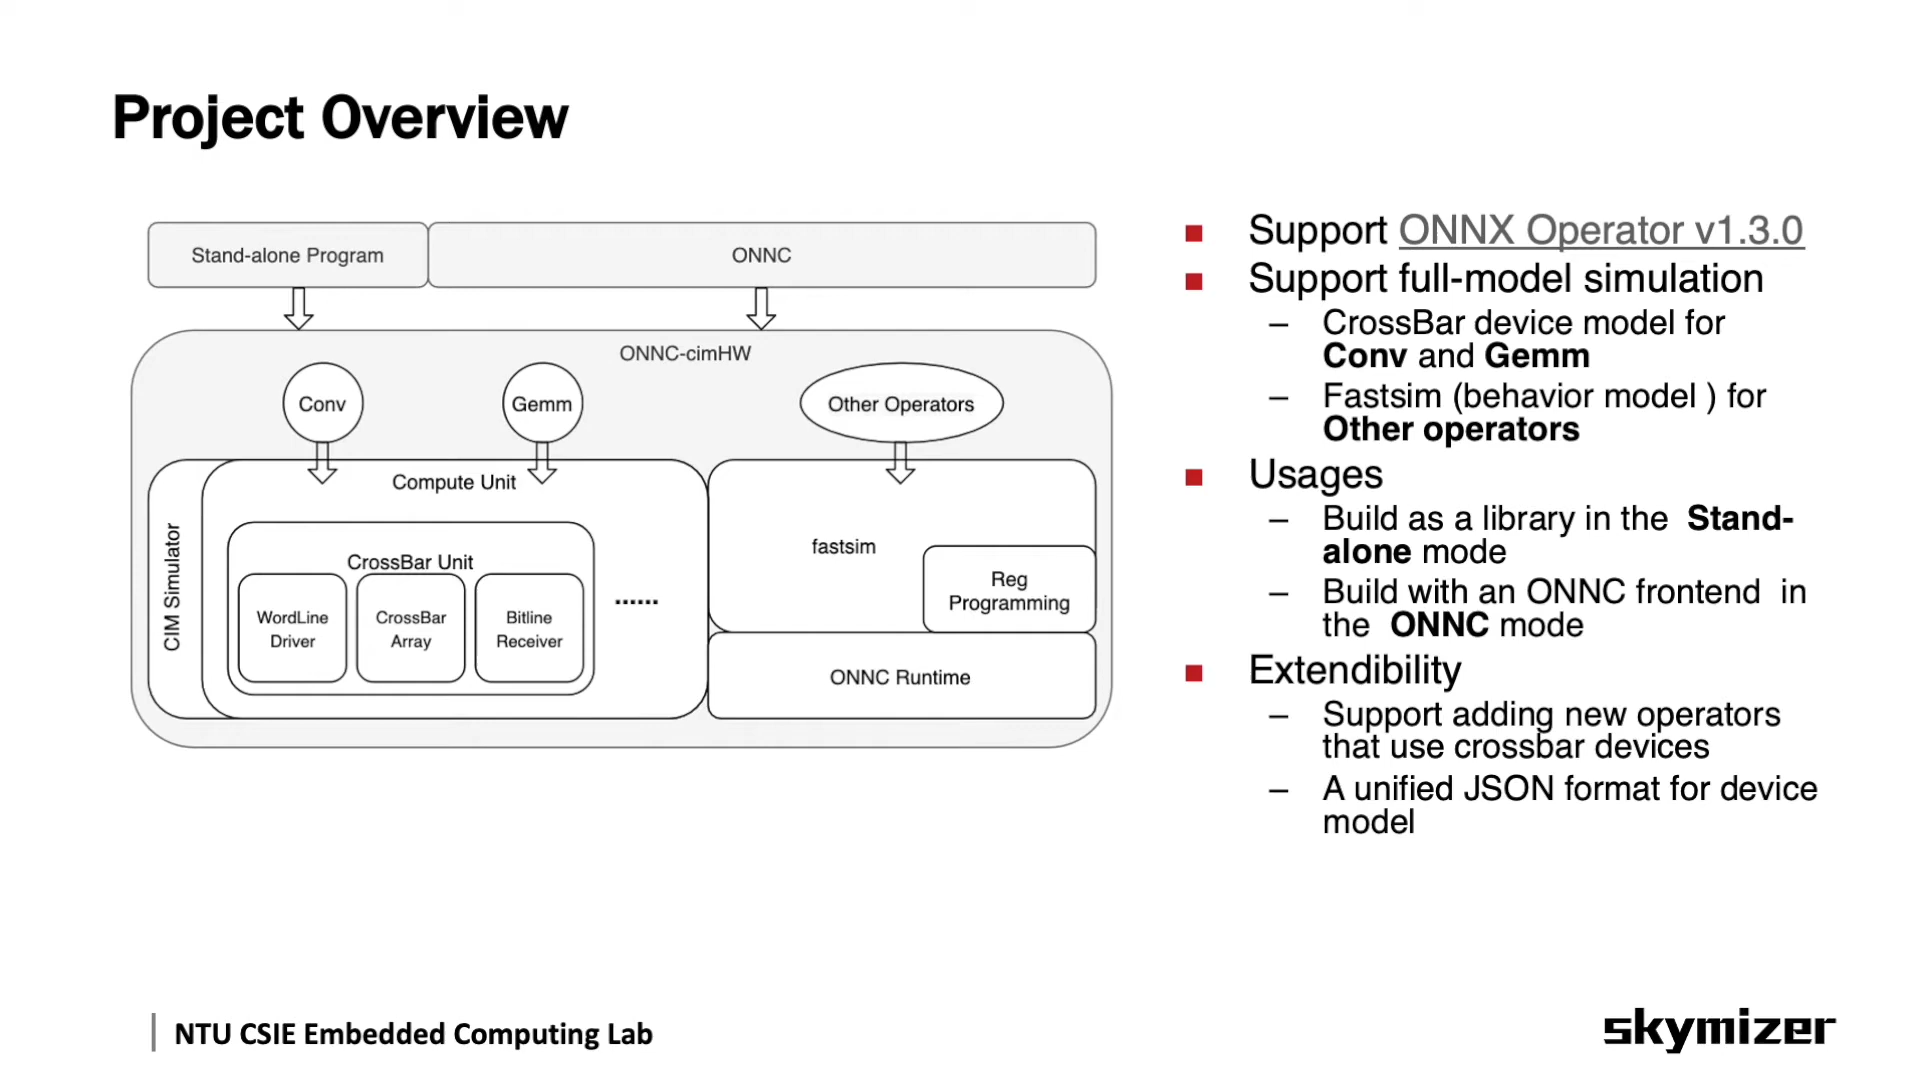 Project Overview
Stand-alone Program
ONNC
ONNC-cimHW
Conv
Gemm
Other Operators
CIM Simulator
Compute Unit
CrossBar Unit
WordLine
Driver
CrossBar
Array
Bitline
Receiver
......
fastsim
Reg
Programming
ONNC Runtime
Support ONNX Operator v1.3.0
Support full-model simulation
– CrossBar device model for
Conv and Gemm
– Fastsim (behavior model ) for
Other operators
Usages
– Build as a library in the Stand-
alone mode
– Build with an ONNC frontend in
the ONNC mode
Extendibility
– Support adding new operators
that use crossbar devices
– A unified JSON format for device
model
NTU CSIE Embedded Computing Lab
skymizer